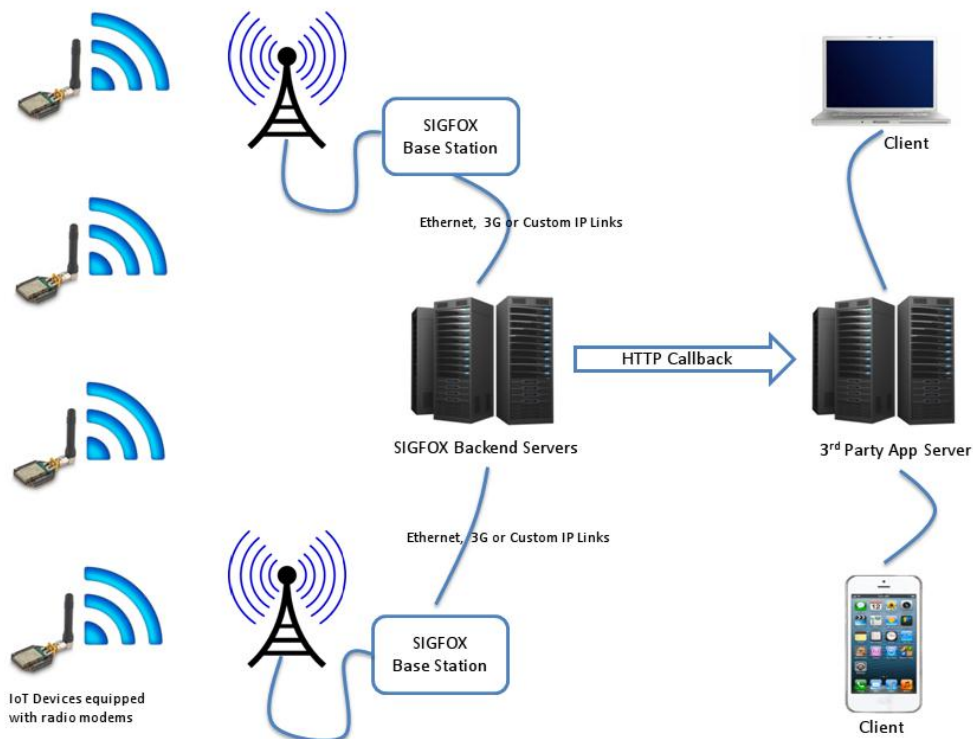 SIGFOX
Base Station
Client
Ethernet, 3G or Custom IP Links
HTTP Callback
SIGFOX Backend Servers
3rd Party App Server
Ethernet, 3G or Custom IP Links
SIGFOX
Base Station
IoT Devices equipped
with radio modems
Client